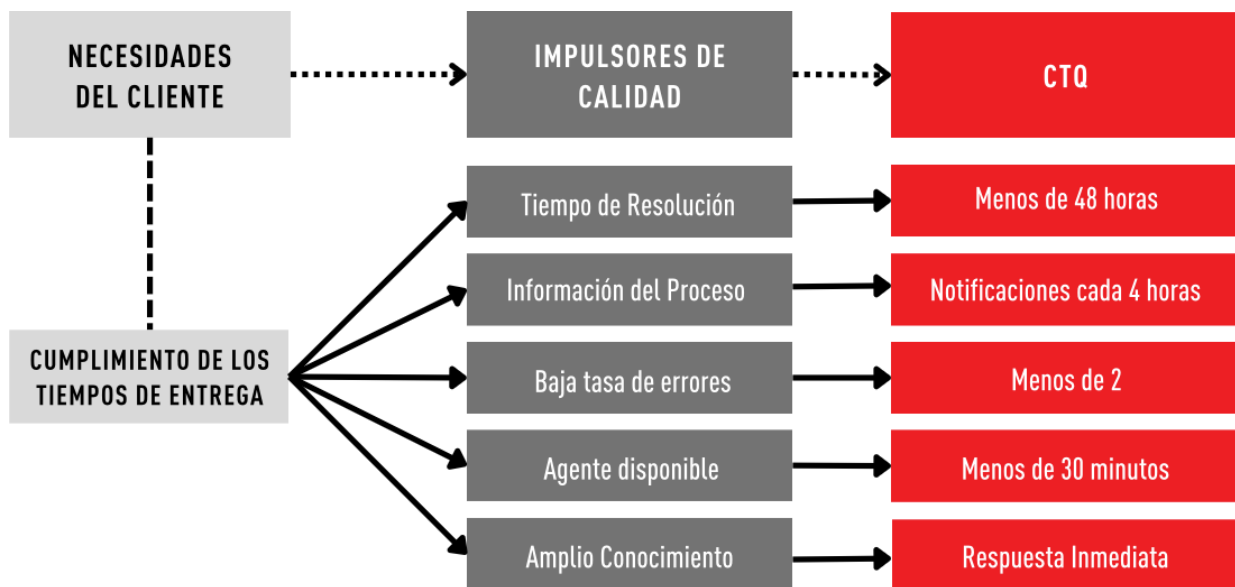 NECESIDADES
DEL CLIENTE
IMPULSORES DE
CALIDAD
CTQ
CUMPLIMIENTO DE LOS
TIEMPOS DE ENTREGA
Tiempo de Resolución
Menos de 48 horas
Información del Proceso
Notificaciones cada 4 horas
Baja tasa de errores
Menos de 2
Agente disponible
Menos de 30 minutos
Amplio Conocimiento
Respuesta Inmediata